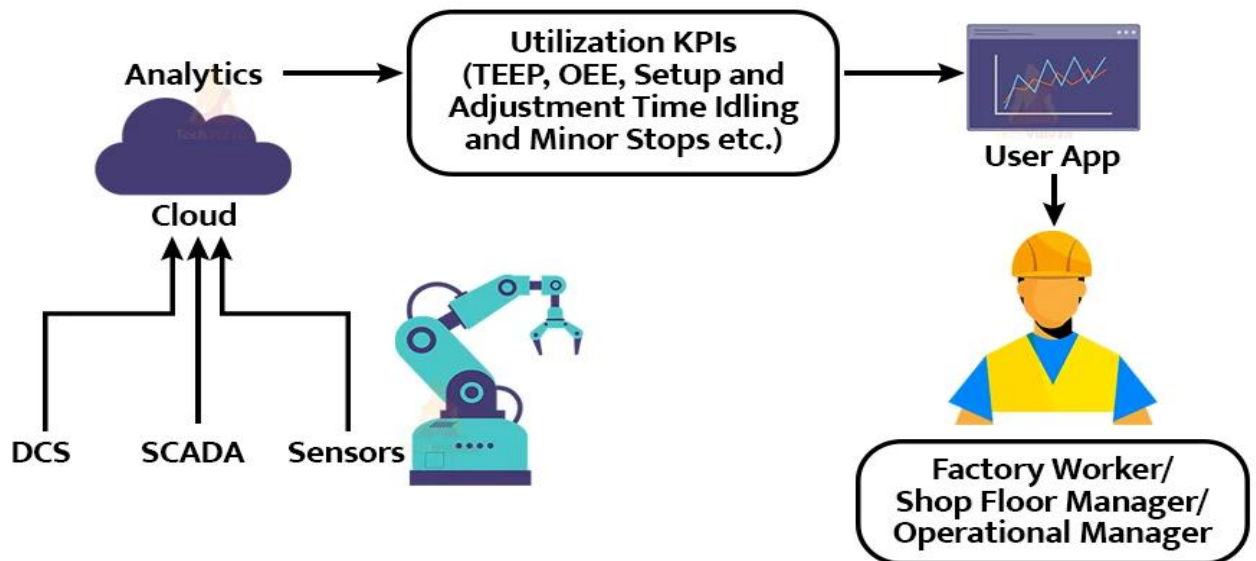 Analytics
Cloud
DCS
SCADA
Sensors
Utilization KPIs
(TEEP, OEE, Setup and
Adjustment Time Idling
and Minor Stops etc.)
User App
Factory Worker/
Shop Floor Manager/
Operational Manager